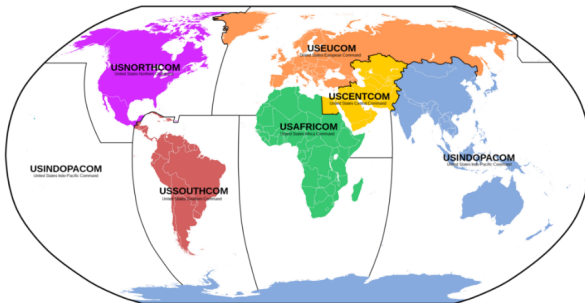 USNORTHCOM
United States Northern Command
USEUCOM
United States European Command
USCENTCOM
United States Central Command
USAFRICOM
United States Africa Command
USINDOPACOM
United States Indo-Pacific Command
USINDOPACOM
United States Indo-Pacific Command
USSOUTHCOM
United States Southern Command